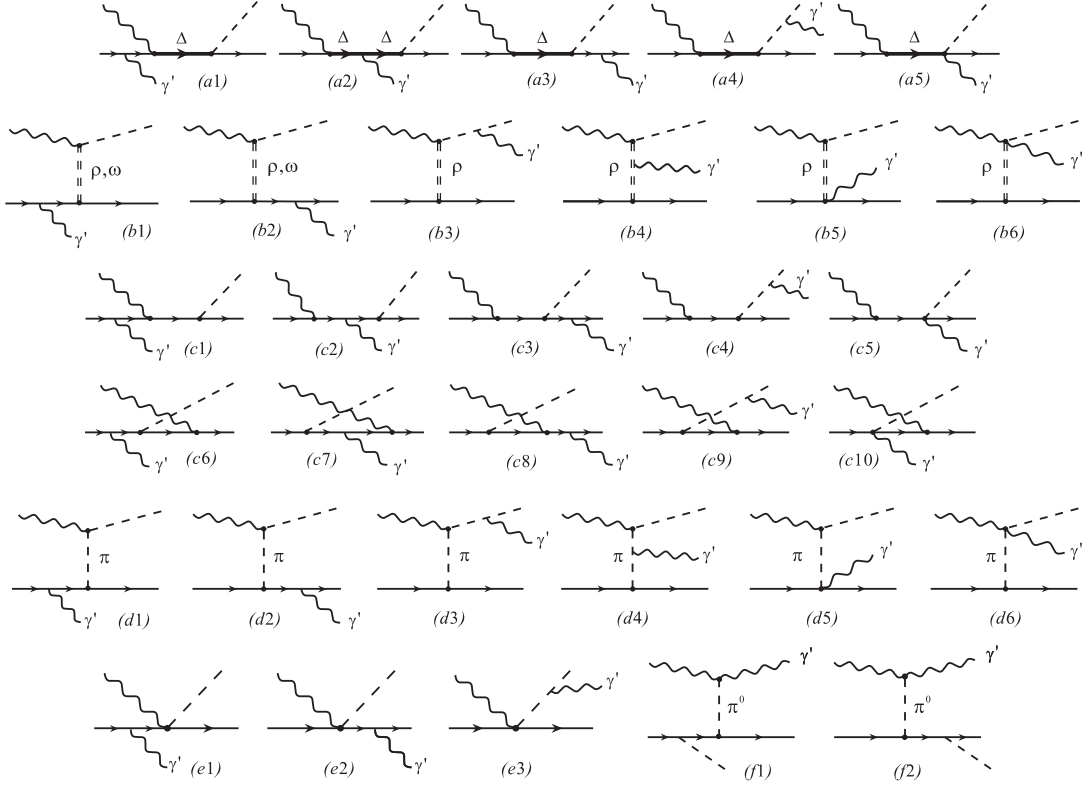 Δ γ' (a1) Δ Δ γ' (a2) Δ γ' (a3) Δ γ' (a4) Δ γ' (a5)
ρ,ω γ' (b1) ρ,ω γ' (b2) ρ γ' (b3) ρ γ' (b4) ρ γ' (b5) ρ γ' (b6)
γ' (c1) γ' (c2) γ' (c3) γ' (c4) γ' (c5)
γ' (c6) γ' (c7) γ' (c8) γ' (c9) γ' (c10)
π γ' (d1) π γ' (d2) π γ' (d3) π γ' (d4) π γ' (d5) π γ' (d6)
γ' (e1) γ' (e2) γ' (e3) γ' π⁰ (f1) γ' π⁰ (f2)